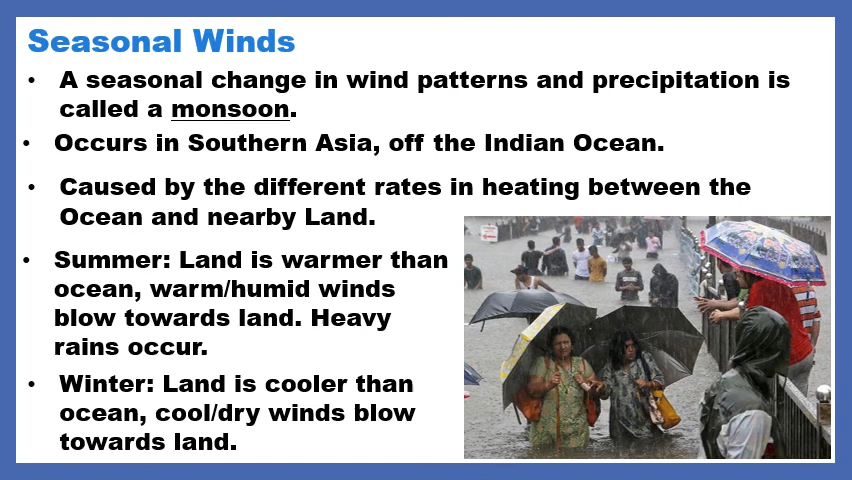 Seasonal Winds
• A seasonal change in wind patterns and precipitation is
called a monsoon.
• Occurs in Southern Asia, off the Indian Ocean.
• Caused by the different rates in heating between the
Ocean and nearby Land.
• Summer: Land is warmer than
ocean, warm/humid winds
blow towards land. Heavy
rains occur.
• Winter: Land is cooler than
ocean, cool/dry winds blow
towards land.